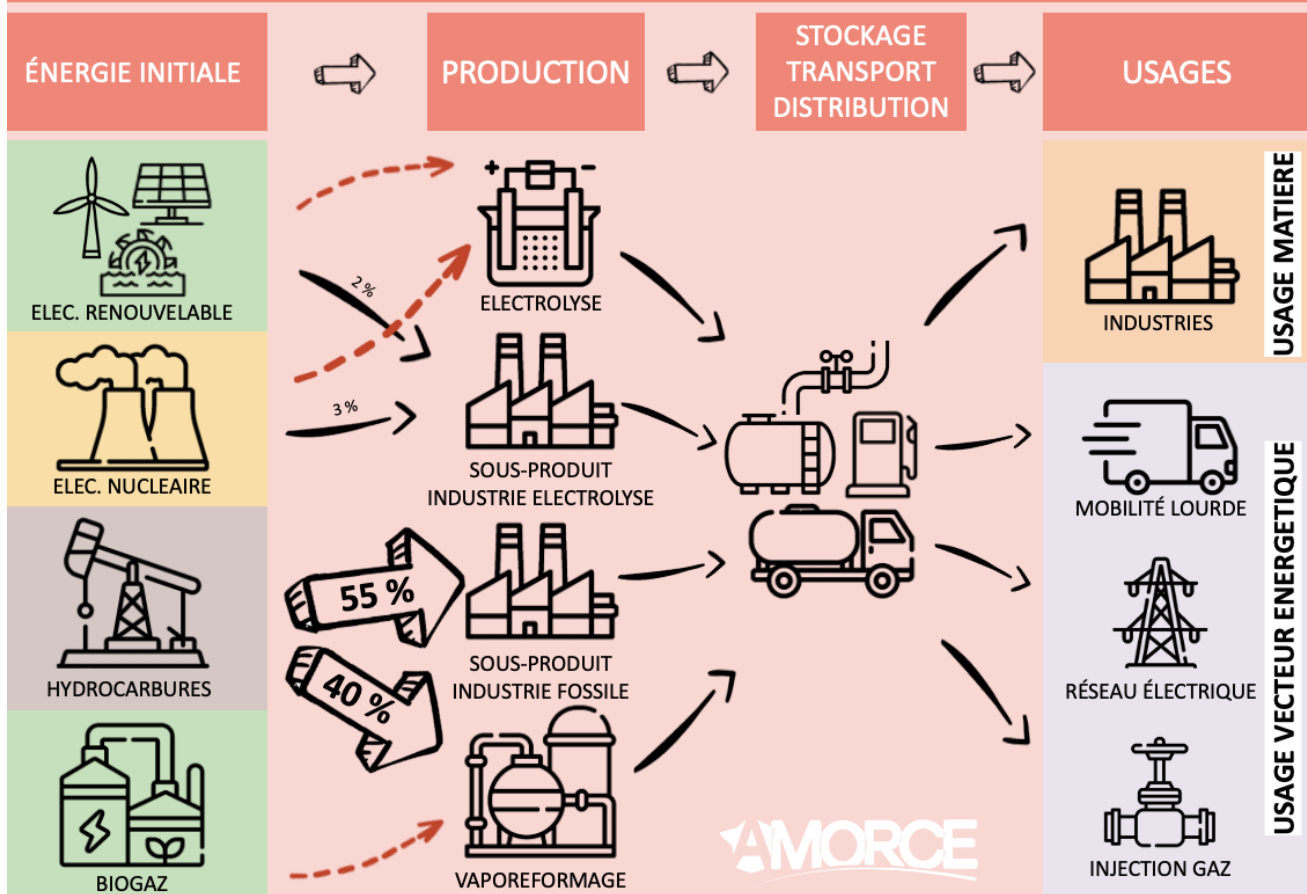 ÉNERGIE INITIALE
PRODUCTION
STOCKAGE
TRANSPORT
DISTRIBUTION
USAGES
ELEC. RENOUVELABLE
ELEC. NUCLEAIRE
HYDROCARBURES
BIOGAZ
2 %
3 %
55 %
40 %
+ −
ELECTROLYSE
SOUS-PRODUIT
INDUSTRIE ELECTROLYSE
SOUS-PRODUIT
INDUSTRIE FOSSILE
VAPOREFORMAGE
AMORCE
INDUSTRIES
USAGE MATIERE
MOBILITÉ LOURDE
RÉSEAU ÉLECTRIQUE
INJECTION GAZ
USAGE VECTEUR ENERGETIQUE